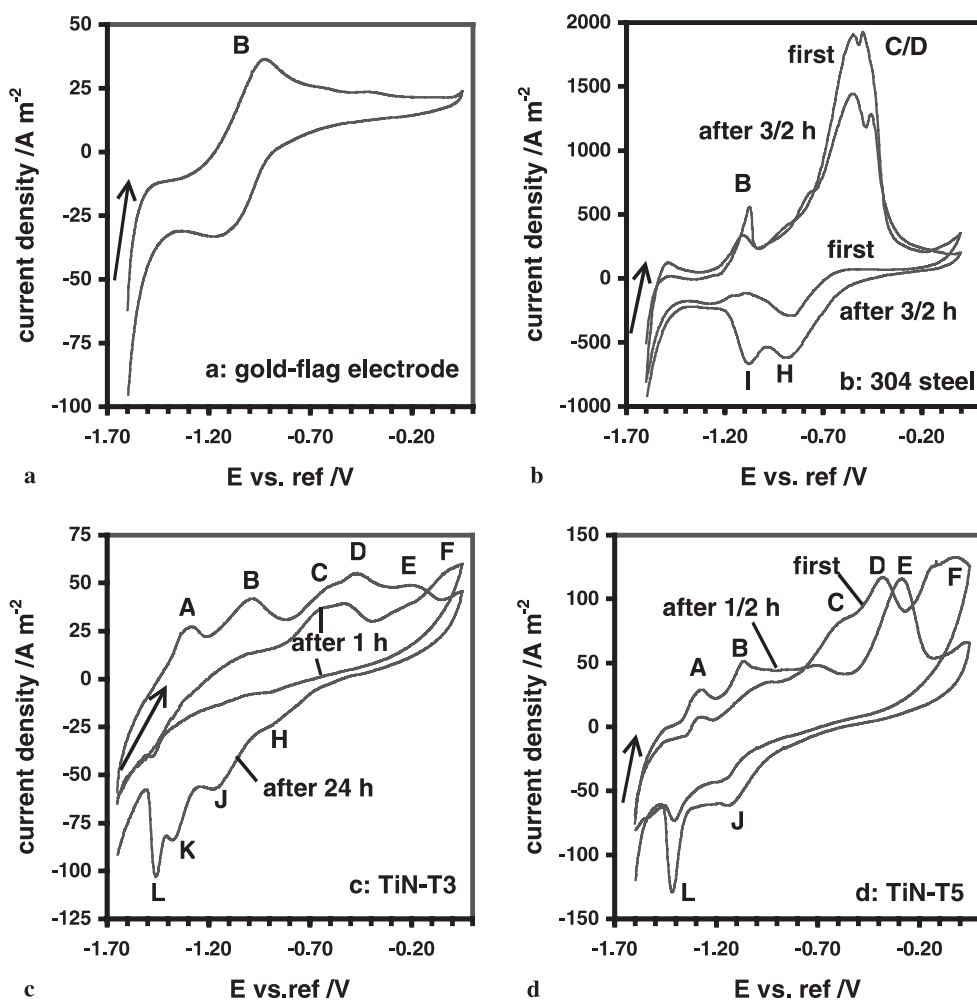 50
25
0
-25
-50
-75
-100
current density /A m-2
B
a: gold-flag electrode
-1.70 -1.20 -0.70 -0.20
a E vs. ref /V
2000
1500
1000
500
0
-500
-1000
current density /A m-2
first C/D
after 3/2 h
B
first
after 3/2 h
I H
b: 304 steel
-1.70 -1.20 -0.70 -0.20
b E vs. ref /V
75
50
25
0
-25
-50
-75
-100
-125
current density /A m-2
A B C D E F
after 1 h
H
after 24 h
J
K
L
c: TiN-T3
-1.70 -1.20 -0.70 -0.20
c E vs.ref /V
150
100
50
0
-50
-100
-150
current density /A m-2
first D E
C F
after 1/2 h
A B
J
L
d: TiN-T5
-1.70 -1.20 -0.70 -0.20
d E vs. ref /V